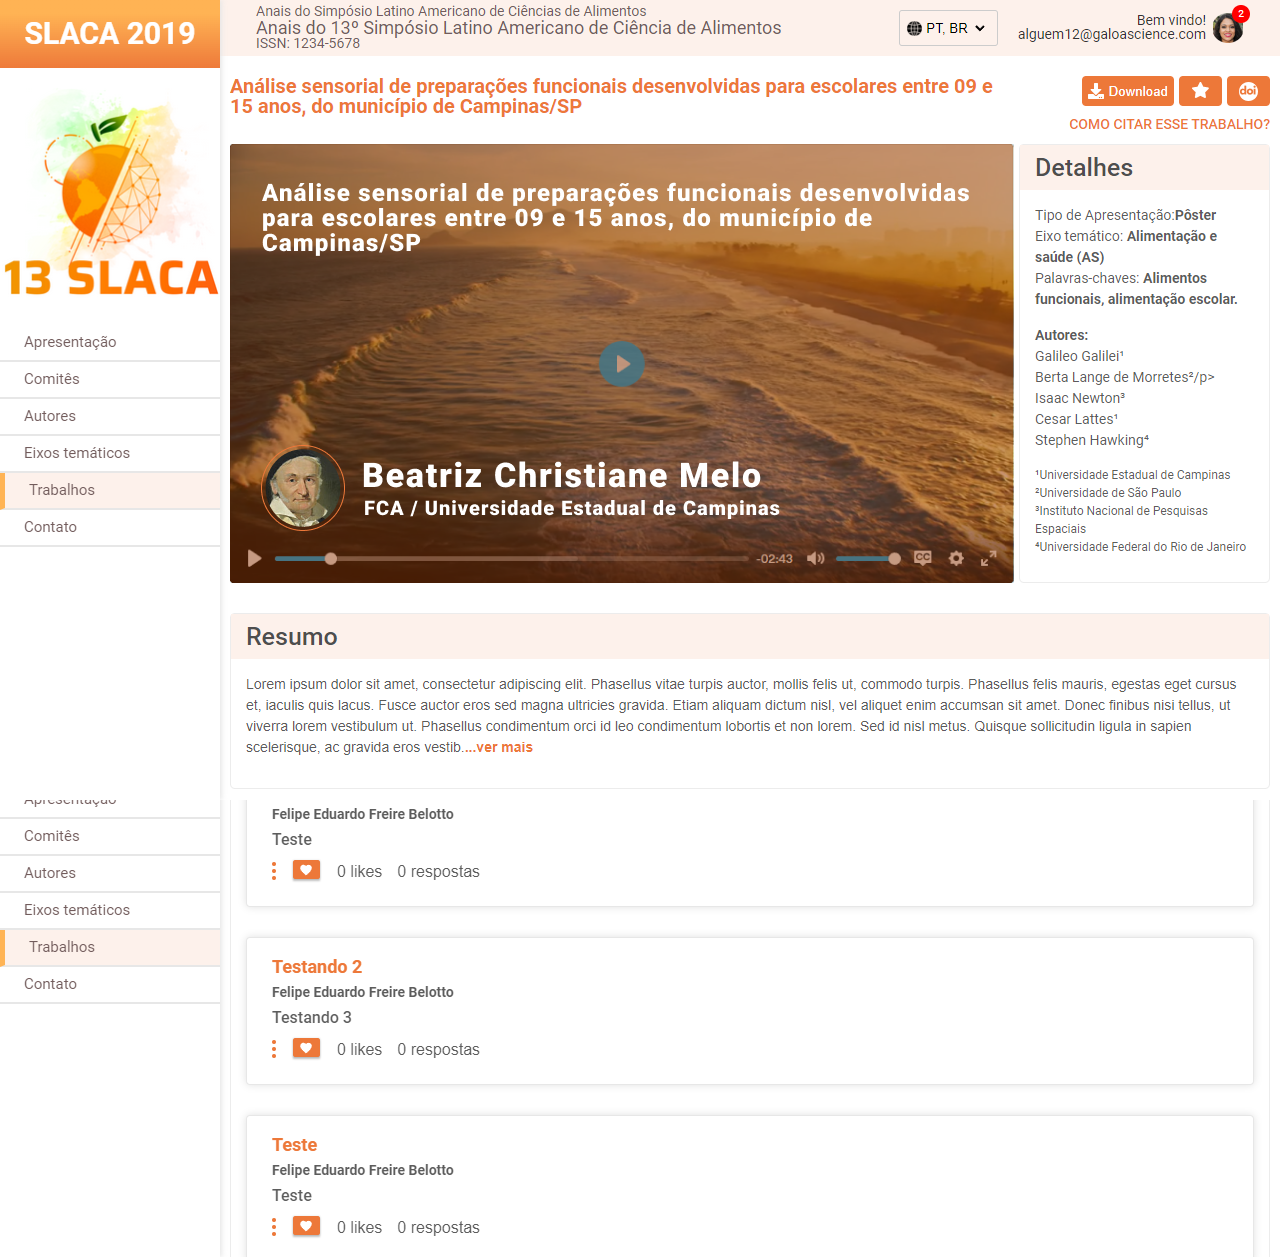 SLACA 2019
Anais do Simpósio Latino Americano de Ciências de Alimentos
Anais do 13º Simpósio Latino Americano de Ciência de Alimentos
ISSN: 1234-5678
PT, BR
Bem vindo!
alguem12@galoascience.com
2
Análise sensorial de preparações funcionais desenvolvidas para escolares entre 09 e
15 anos, do município de Campinas/SP
Download
doi
COMO CITAR ESSE TRABALHO?
13 SLACA
Apresentação
Comitês
Autores
Eixos temáticos
Trabalhos
Contato
Análise sensorial de preparações funcionais desenvolvidas
para escolares entre 09 e 15 anos, do município de
Campinas/SP
Beatriz Christiane Melo
FCA / Universidade Estadual de Campinas
-02:43
CC
Detalhes
Tipo de Apresentação:Pôster
Eixo temático: Alimentação e
saúde (AS)
Palavras-chaves: Alimentos
funcionais, alimentação escolar.
Autores:
Galileo Galilei¹
Berta Lange de Morretes²/p>
Isaac Newton³
Cesar Lattes¹
Stephen Hawking⁴
¹Universidade Estadual de Campinas
²Universidade de São Paulo
³Instituto Nacional de Pesquisas
Espaciais
⁴Universidade Federal do Rio de Janeiro
Resumo
Lorem ipsum dolor sit amet, consectetur adipiscing elit. Phasellus vitae turpis auctor, mollis felis ut, commodo turpis. Phasellus felis mauris, egestas eget cursus
et, iaculis quis lacus. Fusce auctor eros sed magna ultricies gravida. Etiam aliquam dictum nisl, vel aliquet enim accumsan sit amet. Donec finibus nisi tellus, ut
viverra lorem vestibulum ut. Phasellus condimentum orci id leo condimentum lobortis et non lorem. Sed id nisl metus. Quisque sollicitudin ligula in sapien
scelerisque, ac gravida eros vestib....ver mais
Apresentação
Comitês
Autores
Eixos temáticos
Trabalhos
Contato
Felipe Eduardo Freire Belotto
Teste
0 likes 0 respostas
Testando 2
Felipe Eduardo Freire Belotto
Testando 3
0 likes 0 respostas
Teste
Felipe Eduardo Freire Belotto
Teste
0 likes 0 respostas